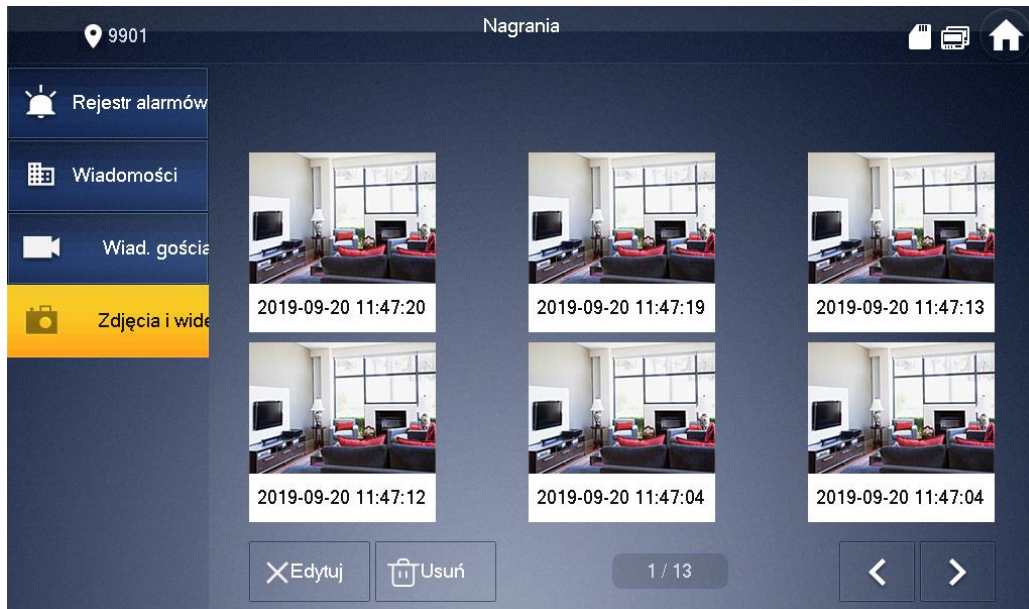 9901
Nagrania
Rejestr alarmów
Wiadomości
Wiad. gościa
Zdjęcia i wide
2019-09-20 11:47:20
2019-09-20 11:47:19
2019-09-20 11:47:13
2019-09-20 11:47:12
2019-09-20 11:47:04
2019-09-20 11:47:04
Edytuj
Usuń
1 / 13